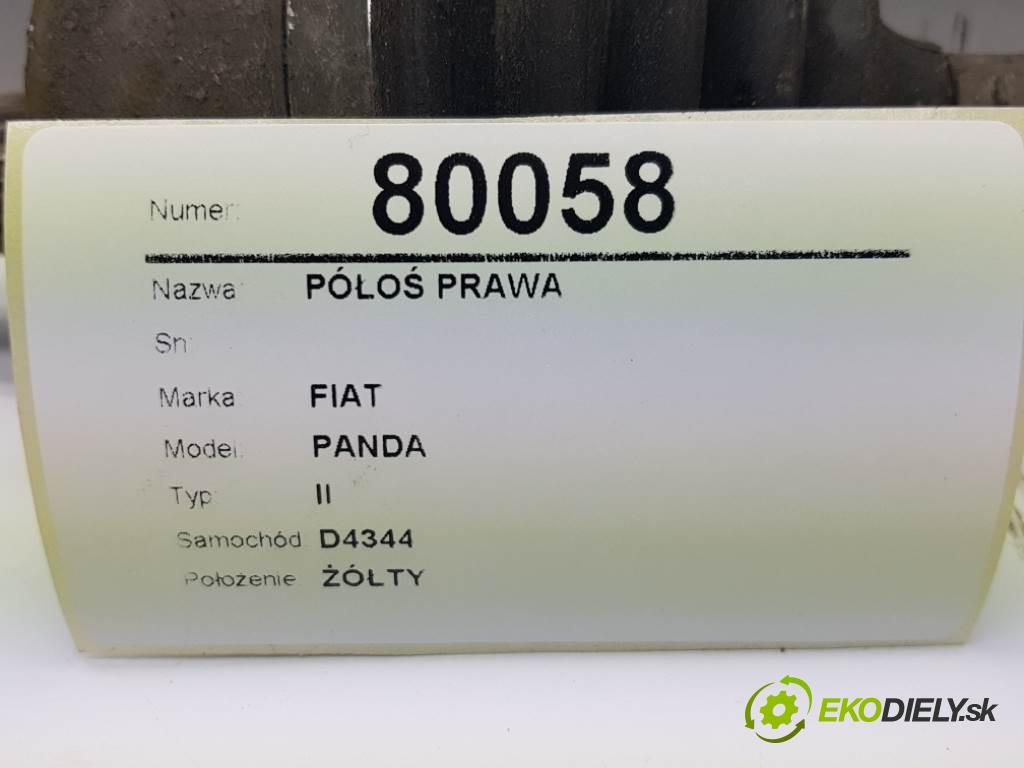 Numer: 80058
Nazwa: PÓŁOŚ PRAWA
Sn:
Marka FIAT
Model: PANDA
Typ: II
Samochód D4344
Położenie ŻÓŁTY
EKODIELY.sk